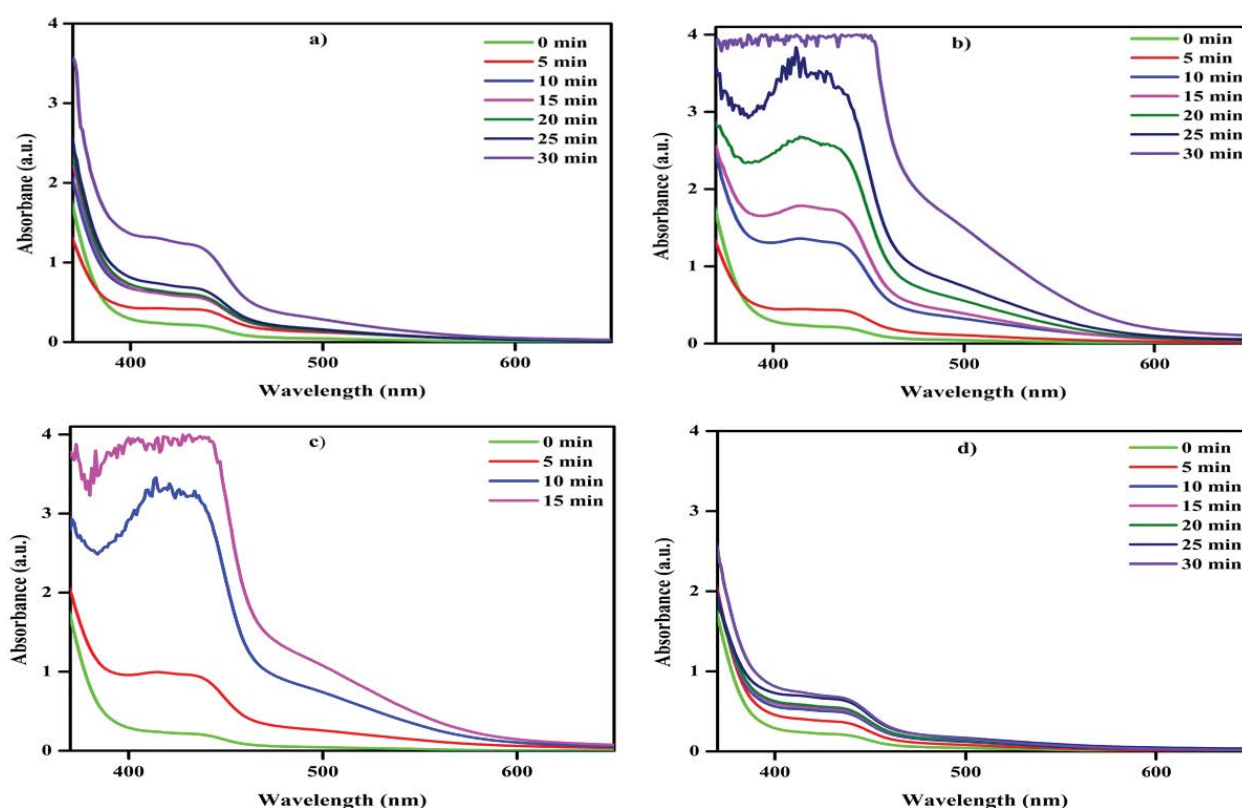 a)
0 min
5 min
10 min
15 min
20 min
25 min
30 min
4
3
2
1
0
400
500
600
Absorbance (a.u.)
Wavelength (nm)
b)
0 min
5 min
10 min
15 min
20 min
25 min
30 min
4
3
2
1
0
400
500
600
Absorbance (a.u.)
Wavelength (nm)
c)
0 min
5 min
10 min
15 min
4
3
2
1
0
400
500
600
Absorbance (a.u.)
Wavelength (nm)
d)
0 min
5 min
10 min
15 min
20 min
25 min
30 min
4
3
2
1
0
400
500
600
Absorbance (a.u.)
Wavelength (nm)